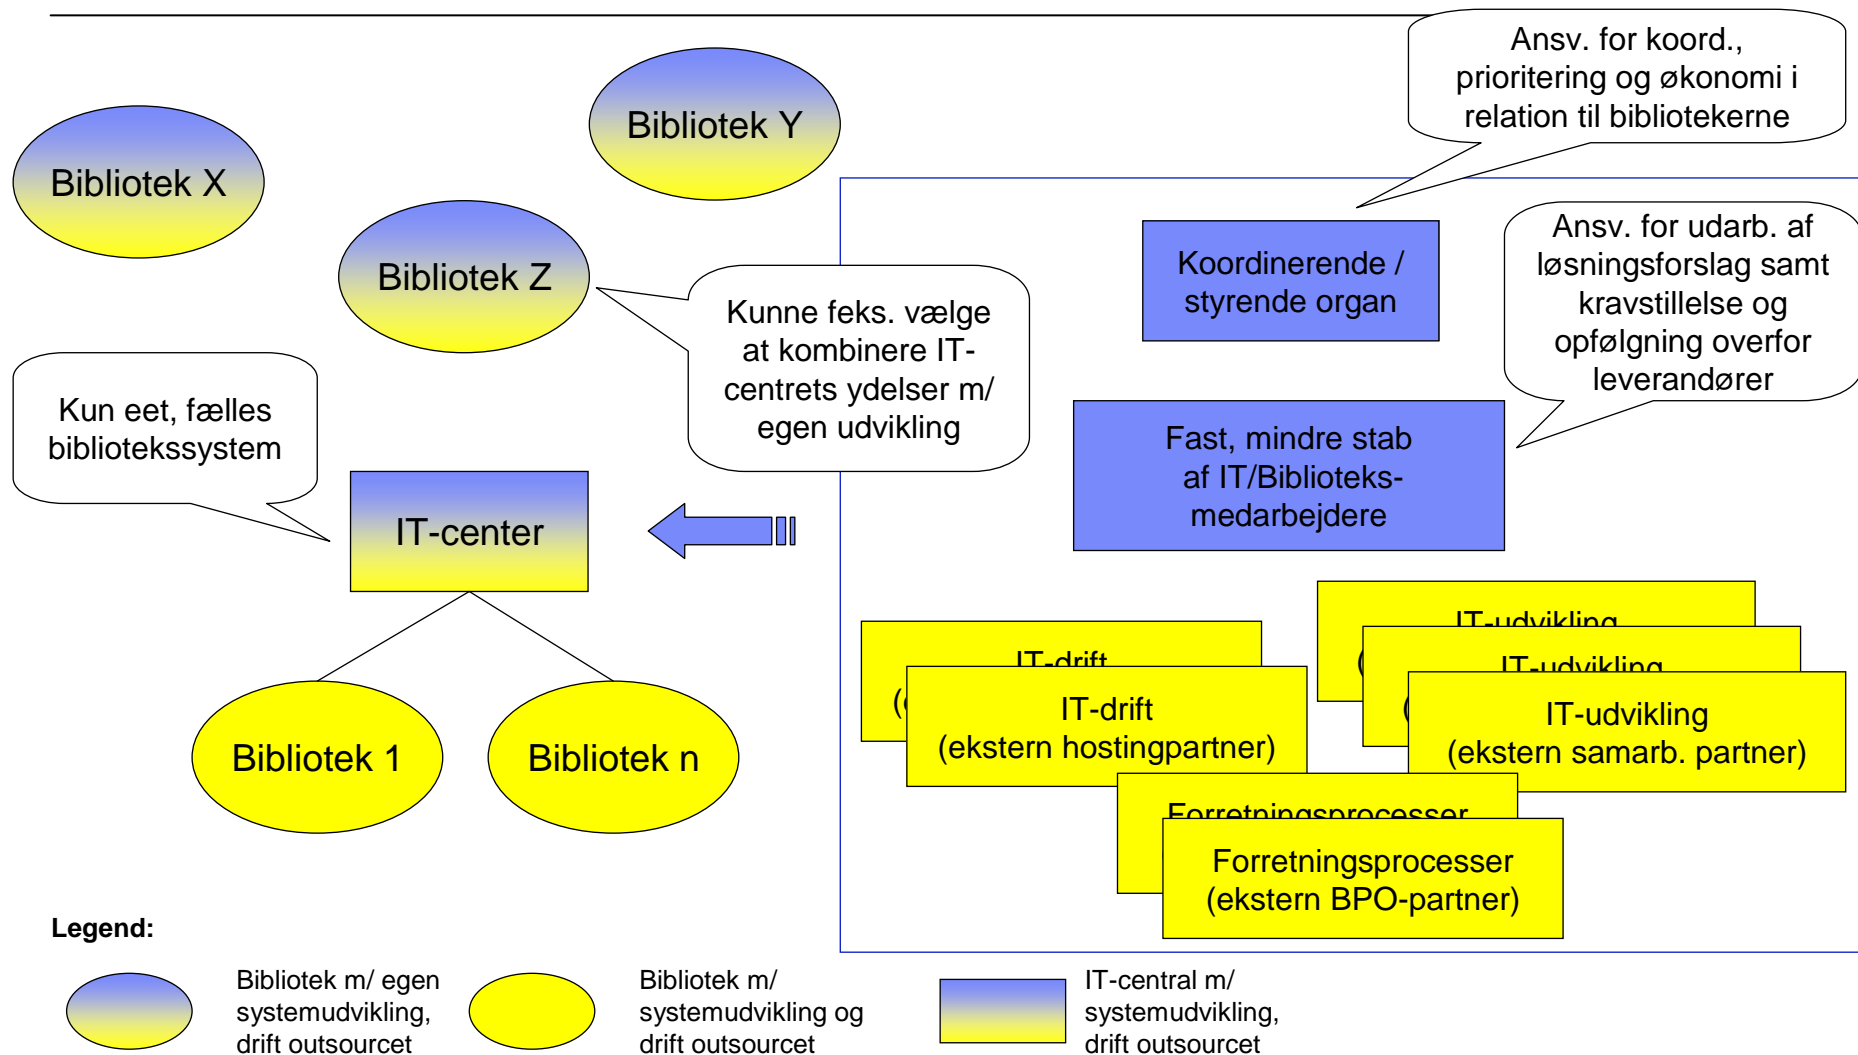 Ansv. for koord.,
prioritering og økonomi i
relation til bibliotekerne
Bibliotek Y
Bibliotek X
Bibliotek Z
Koordinerende /
styrende organ
Ansv. for udarb. af
løsningsforslag samt
kravstillelse og
opfølgning overfor
leverandører
Kunne feks. vælge
at kombinere IT-
centrets ydelser m/
egen udvikling
Kun eet, fælles
bibliotekssystem
Fast, mindre stab
af IT/Biblioteks-
medarbejdere
IT-center
IT-udvikling
(
IT-udvikling
(
IT-udvikling
(ekstern samarb. partner)
IT-drift
(
IT-drift
(ekstern hostingpartner)
Bibliotek 1
Bibliotek n
Forretningsprocesser
Forretningsprocesser
(ekstern BPO-partner)
Legend:
Bibliotek m/ egen
systemudvikling,
drift outsourcet
Bibliotek m/
systemudvikling og
drift outsourcet
IT-central m/
systemudvikling,
drift outsourcet